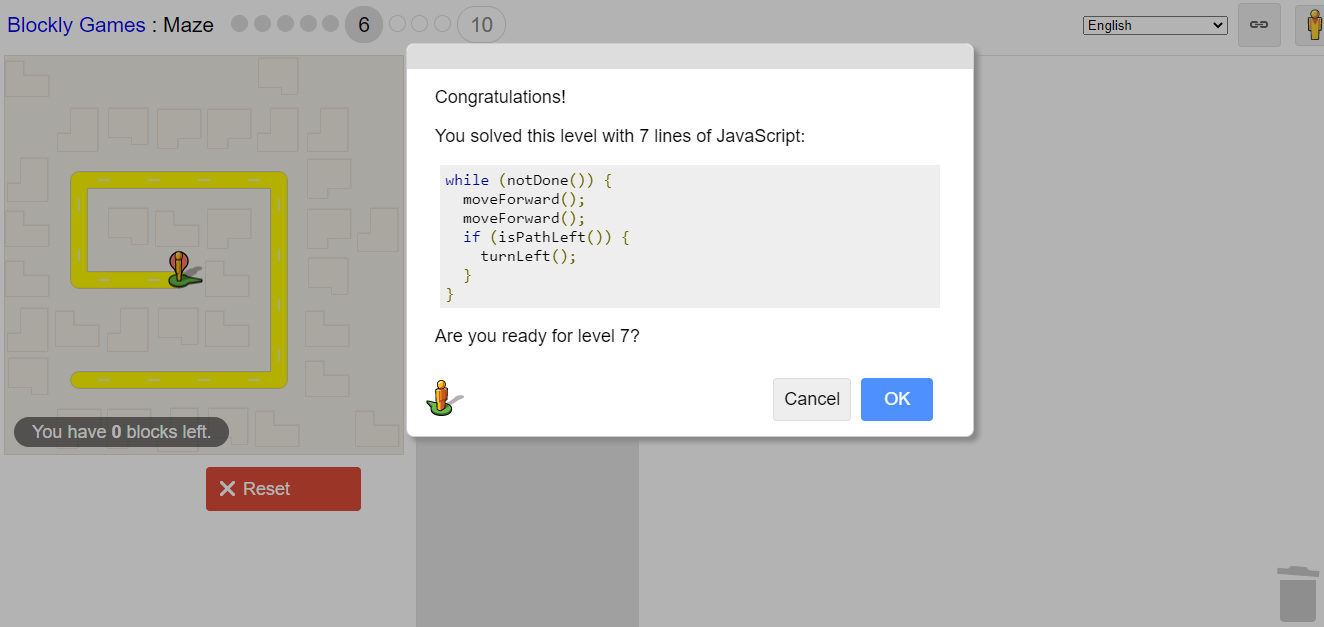 Blockly Games : Maze 6 10
English
Congratulations!
You solved this level with 7 lines of JavaScript:
while (notDone()) {
  moveForward();
  moveForward();
  if (isPathLeft()) {
    turnLeft();
  }
}
Are you ready for level 7?
Cancel OK
You have 0 blocks left.
Reset